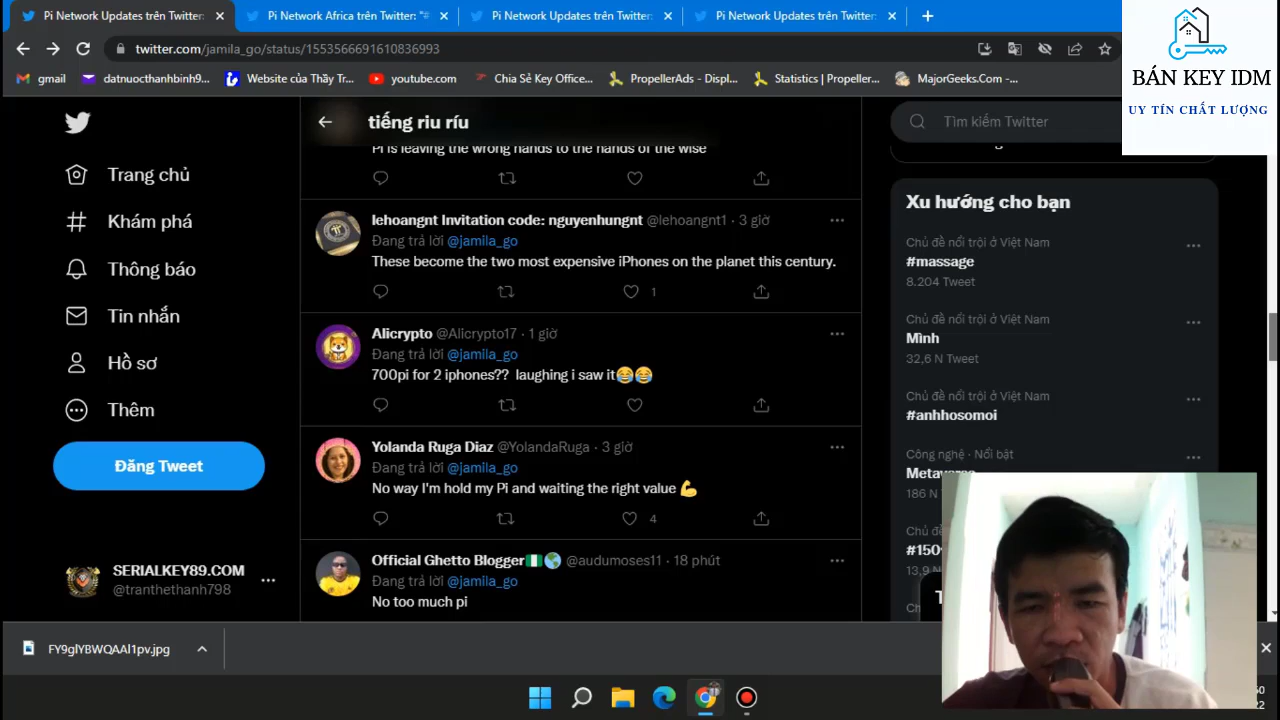 Pi Network Updates trên Twitter:
Pi Network Africa trên Twitter: "
Pi Network Updates trên Twitter:
Pi Network Updates trên Twitter:
twitter.com/jamila_go/status/1553566691610836993
gmail
datnuocthanhbinh9...
Website của Thầy Tr...
youtube.com
Chia Sẻ Key Office...
PropellerAds - Displ...
Statistics | Propeller...
MajorGeeks.Com -...
BÁN KEY IDM
UY TÍN CHẤT LƯỢNG
Trang chủ
Khám phá
Thông báo
Tin nhắn
Hồ sơ
Thêm
Đăng Tweet
SERIALKEY89.COM
@tranthethanh798
tiếng riu ríu
Pi is leaving the wrong hands to the hands of the wise
lehoangnt Invitation code: nguyenhungnt @lehoangnt1 · 3 giờ
Đang trả lời @jamila_go
These become the two most expensive iPhones on the planet this century.
1
Alicrypto @Alicrypto17 · 1 giờ
Đang trả lời @jamila_go
700pi for 2 iphones?? laughing i saw it😂😂
Yolanda Ruga Diaz @YolandaRuga · 3 giờ
Đang trả lời @jamila_go
No way I'm hold my Pi and waiting the right value 💪
4
Official Ghetto Blogger🇳🇬🌎 @audumoses11 · 18 phút
Đang trả lời @jamila_go
No too much pi
Tìm kiếm Twitter
Xu hướng cho bạn
Chủ đề nổi trội ở Việt Nam
#massage
8.204 Tweet
Chủ đề nổi trội ở Việt Nam
Mình
32,6 N Tweet
Chủ đề nổi trội ở Việt Nam
#anhhosomoi
Công nghệ · Nổi bật
Metaverse
186 N
Chủ đ
#150
13,9
FY9glYBWQAAl1pv.jpg